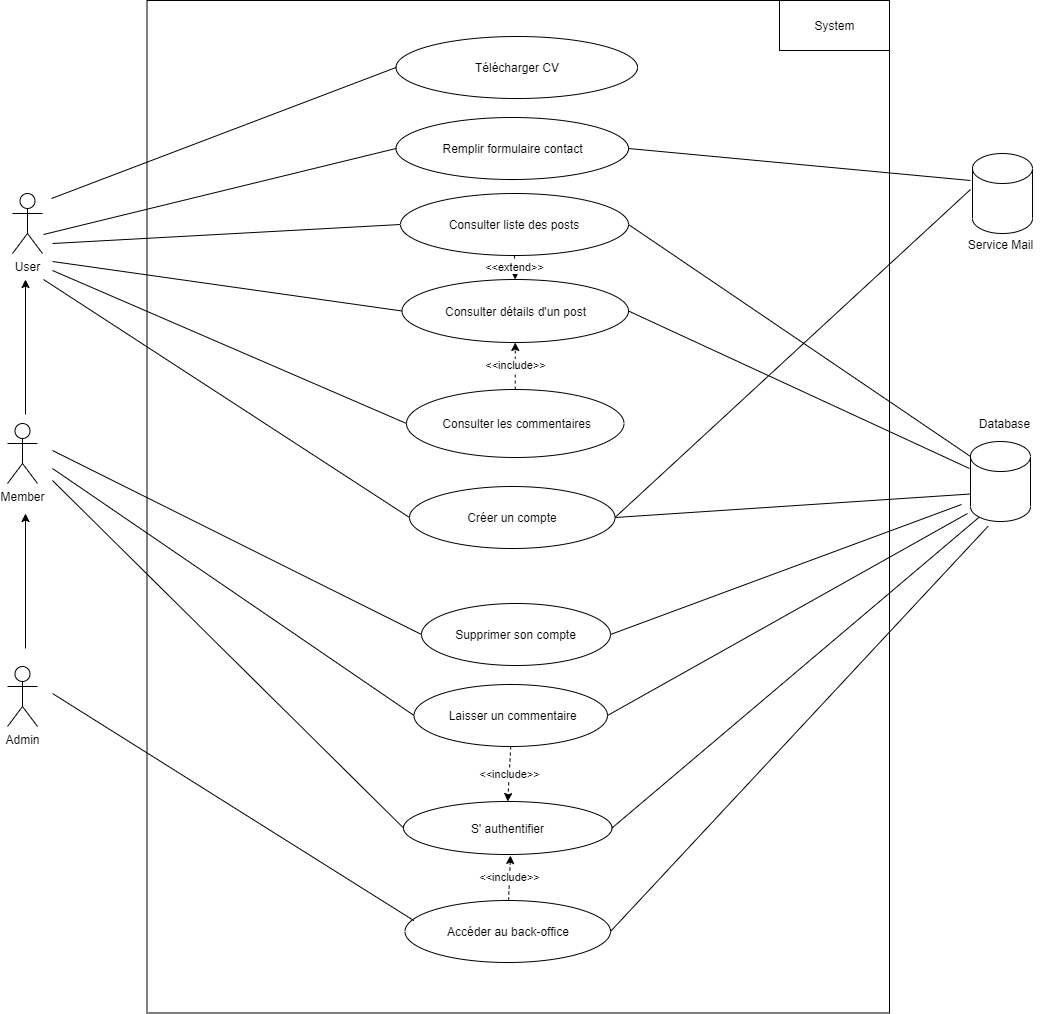 System
Télécharger CV
Remplir formulaire contact
Service Mail
Consulter liste des posts
User
<<extend>>
Consulter détails d'un post
<<include>>
Consulter les commentaires
Database
Member
Créer un compte
Supprimer son compte
Laisser un commentaire
Admin
<<include>>
S' authentifier
<<include>>
Accéder au back-office